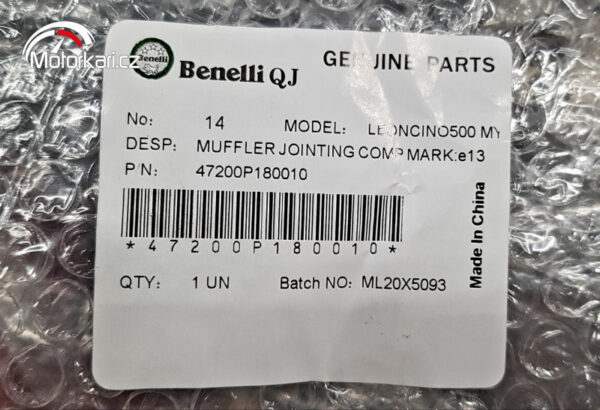 Motorkari.cz
Benelli
Benelli QJ
GENUINE PARTS
No: 14 MODEL: LEONCINO500 MY
DESP: MUFFLER JOINTING COMP MARK:e13
P/N: 47200P180010
*47200P180010*
QTY: 1 UN Batch NO: ML20X5093
Made In China